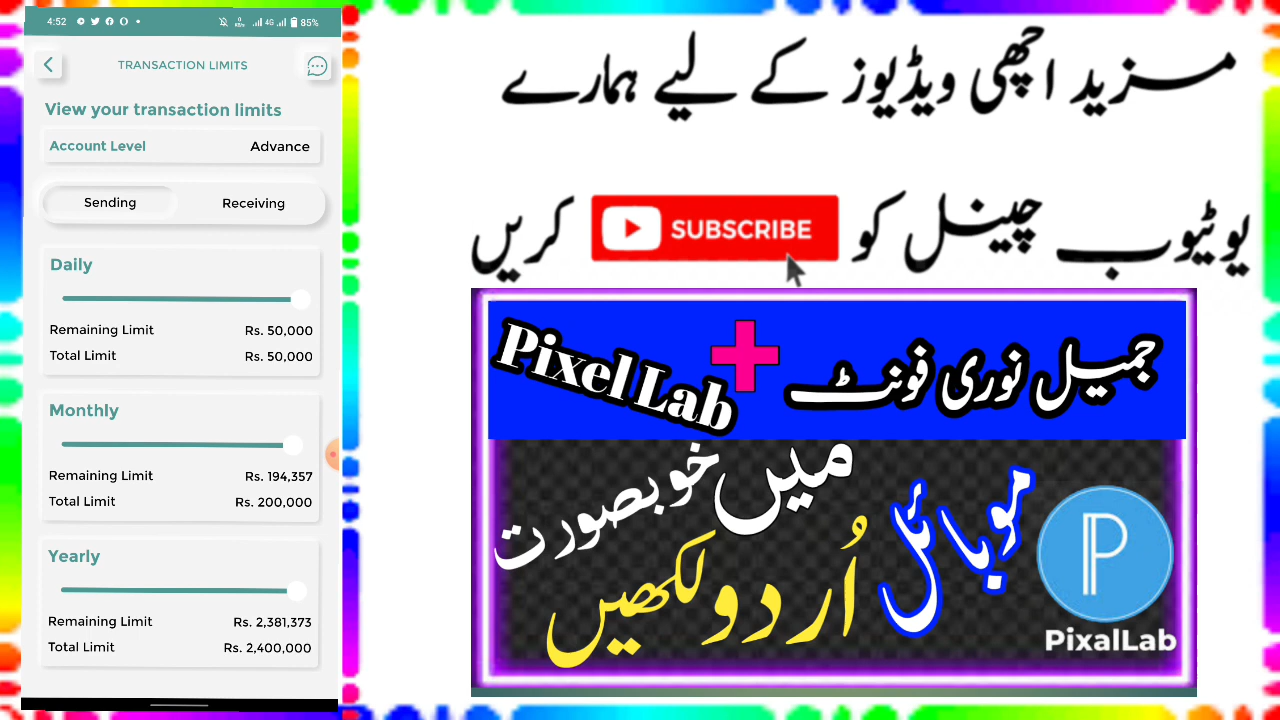 4:52
4G
85%
TRANSACTION LIMITS
View your transaction limits
Account Level Advance
Sending Receiving
Daily
Remaining Limit Rs. 50,000
Total Limit Rs. 50,000
Monthly
Remaining Limit Rs. 194,357
Total Limit Rs. 200,000
Yearly
Remaining Limit Rs. 2,381,373
Total Limit Rs. 2,400,000
مزید اچھی ویڈیوز کے لیے ہمارے
یوٹیوب چینل کو SUBSCRIBE کریں
جمیل نوری فونٹ + Pixel Lab
موبائل میں خوبصورت
اُردو لکھیں
P
PixalLab